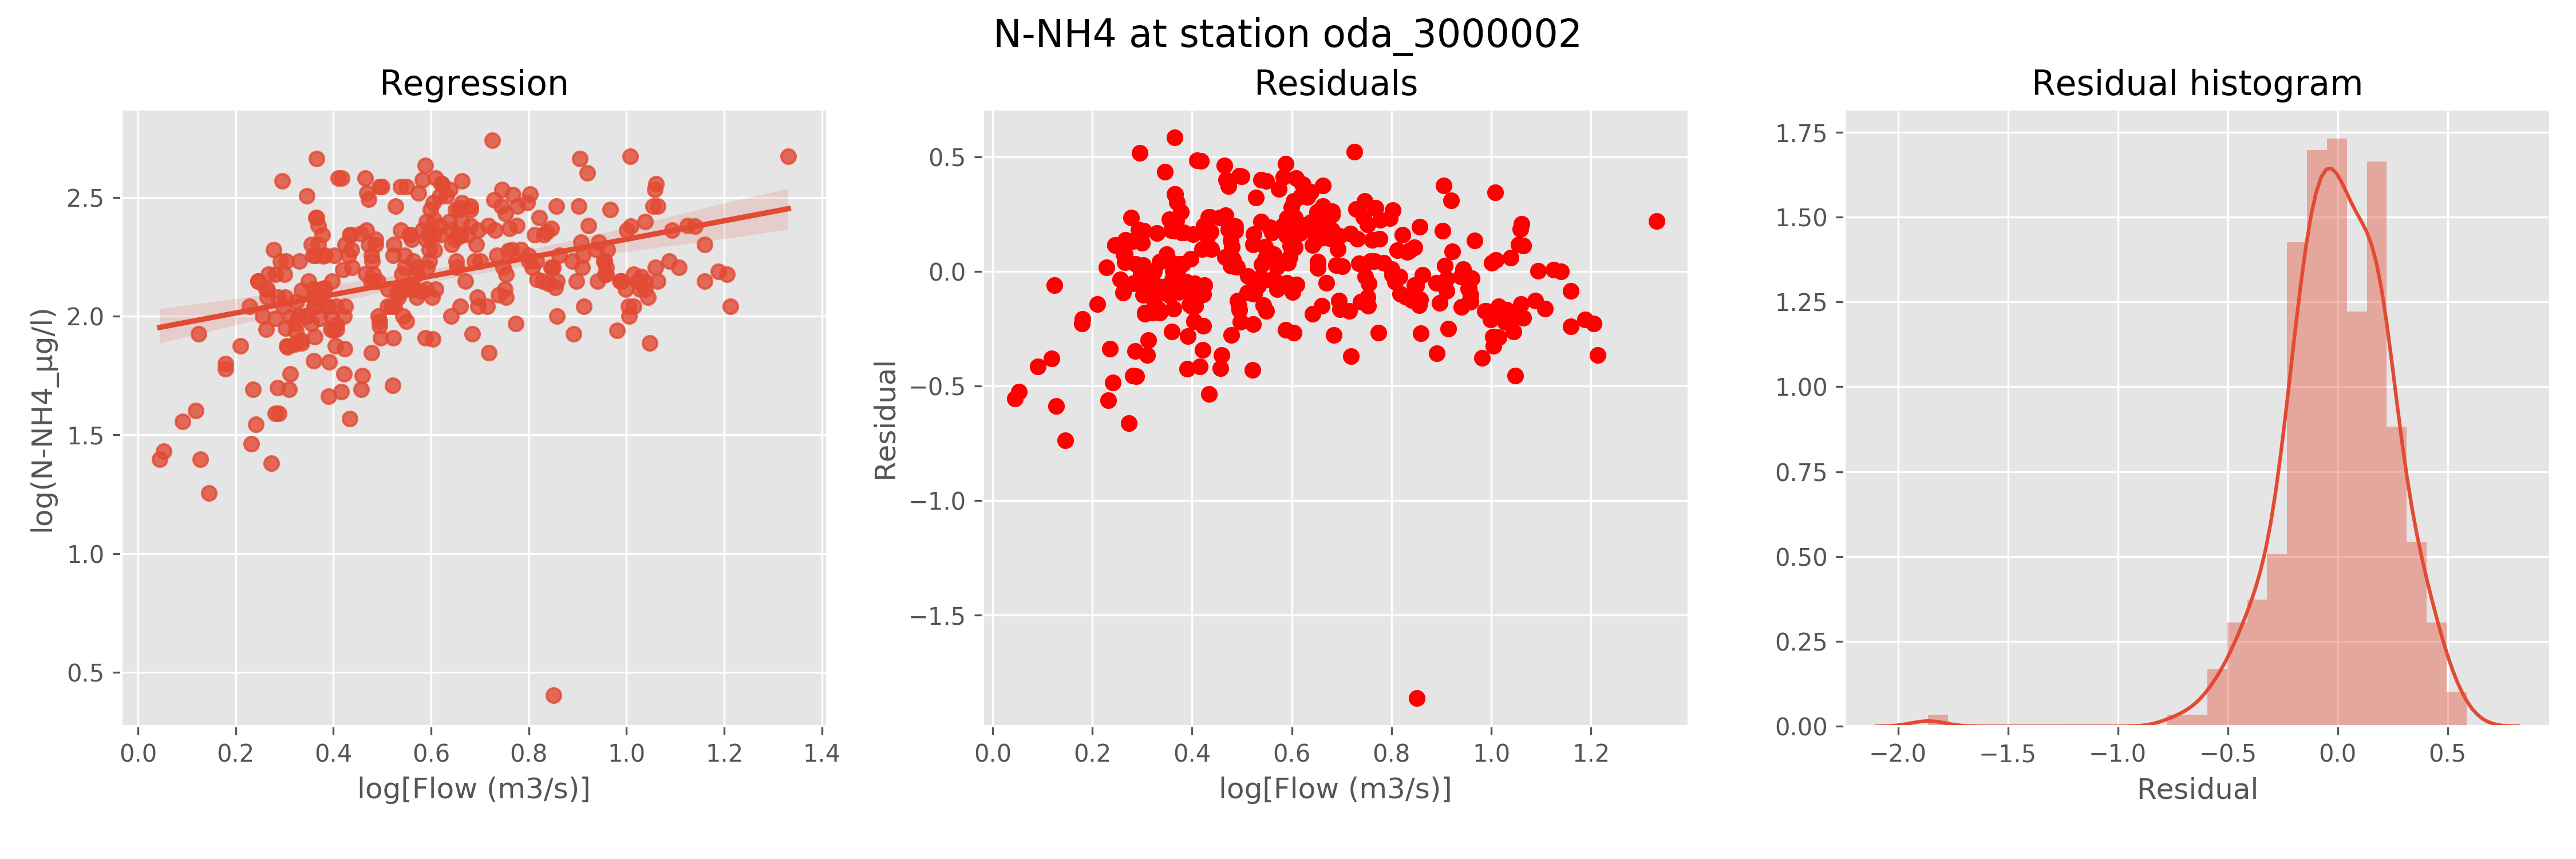 N-NH4 at station oda_3000002
Regression
2.5
2.0
1.5
1.0
0.5
log(N-NH4_µg/l)
0.0 0.2 0.4 0.6 0.8 1.0 1.2 1.4
log[Flow (m3/s)]
Residuals
0.5
0.0
−0.5
−1.0
−1.5
Residual
0.0 0.2 0.4 0.6 0.8 1.0 1.2
log[Flow (m3/s)]
Residual histogram
1.75
1.50
1.25
1.00
0.75
0.50
0.25
0.00
−2.0 −1.5 −1.0 −0.5 0.0 0.5
Residual